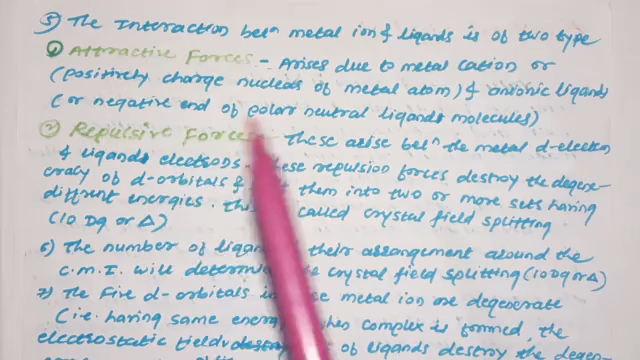 5) The Interaction betn metal ion & ligands is of two type
① Attractive Forces - Arises due to metal cation or
(positively charge nucleus of metal atom) & anionic ligands
(or negative end of polar neutral ligands molecules)
② Repulsive Forces These arise betn the metal d-electron
& ligands electrons. repulsion forces destroy the degene-
racy of d-orbitals & them into two or more sets having
diffrent energies. called crystal field splitting
(10 Dq or Δ)
6) The number of their arrangement around the
C.M.I. will crystal field splitting (10Dq or Δ)
7) The Five d-orbitals metal ion are degenerate
(i.e. having same complex is formed, the
electrostatic field of ligands destroy the degen-